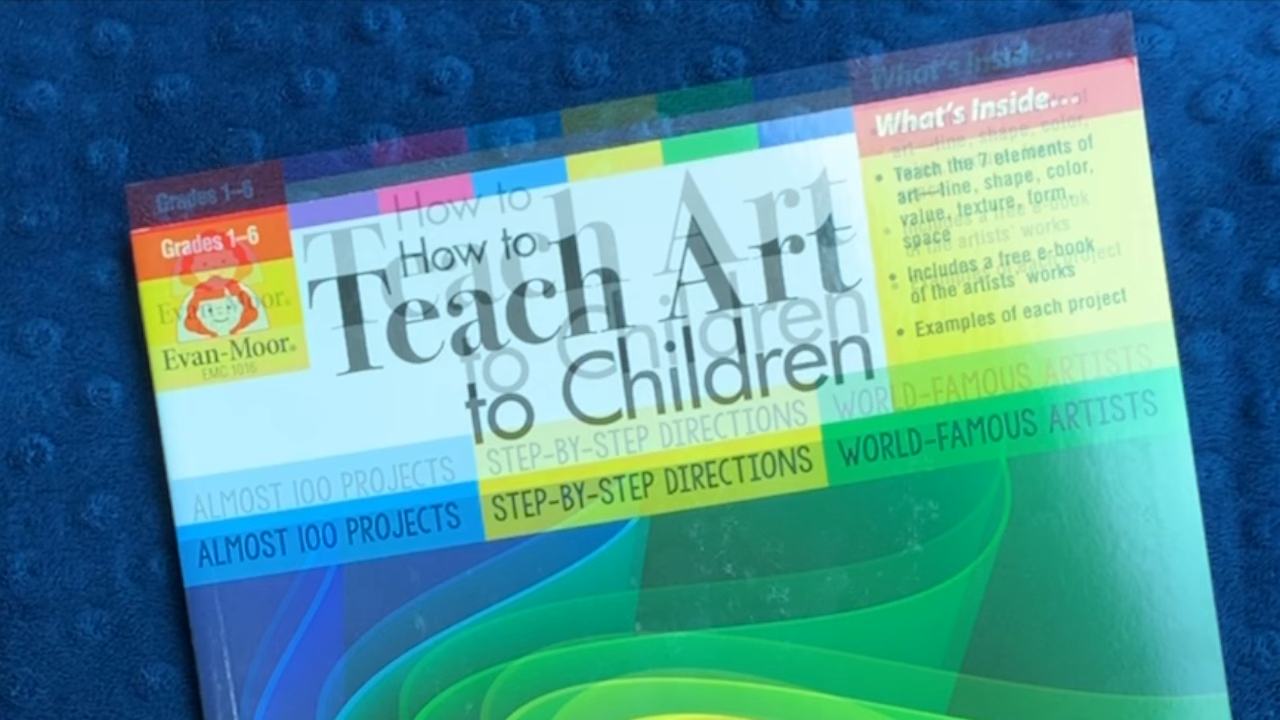 Grades 1–6
Evan-Moor®
EMC 1016
How to
Teach Art
to Children
What's Inside...
• Teach the 7 elements of
art—line, shape, color,
value, texture, form,
space
• Includes a free e-book
of the artists' works
• Examples of each project
ALMOST 100 PROJECTS
STEP-BY-STEP DIRECTIONS
WORLD-FAMOUS ARTISTS